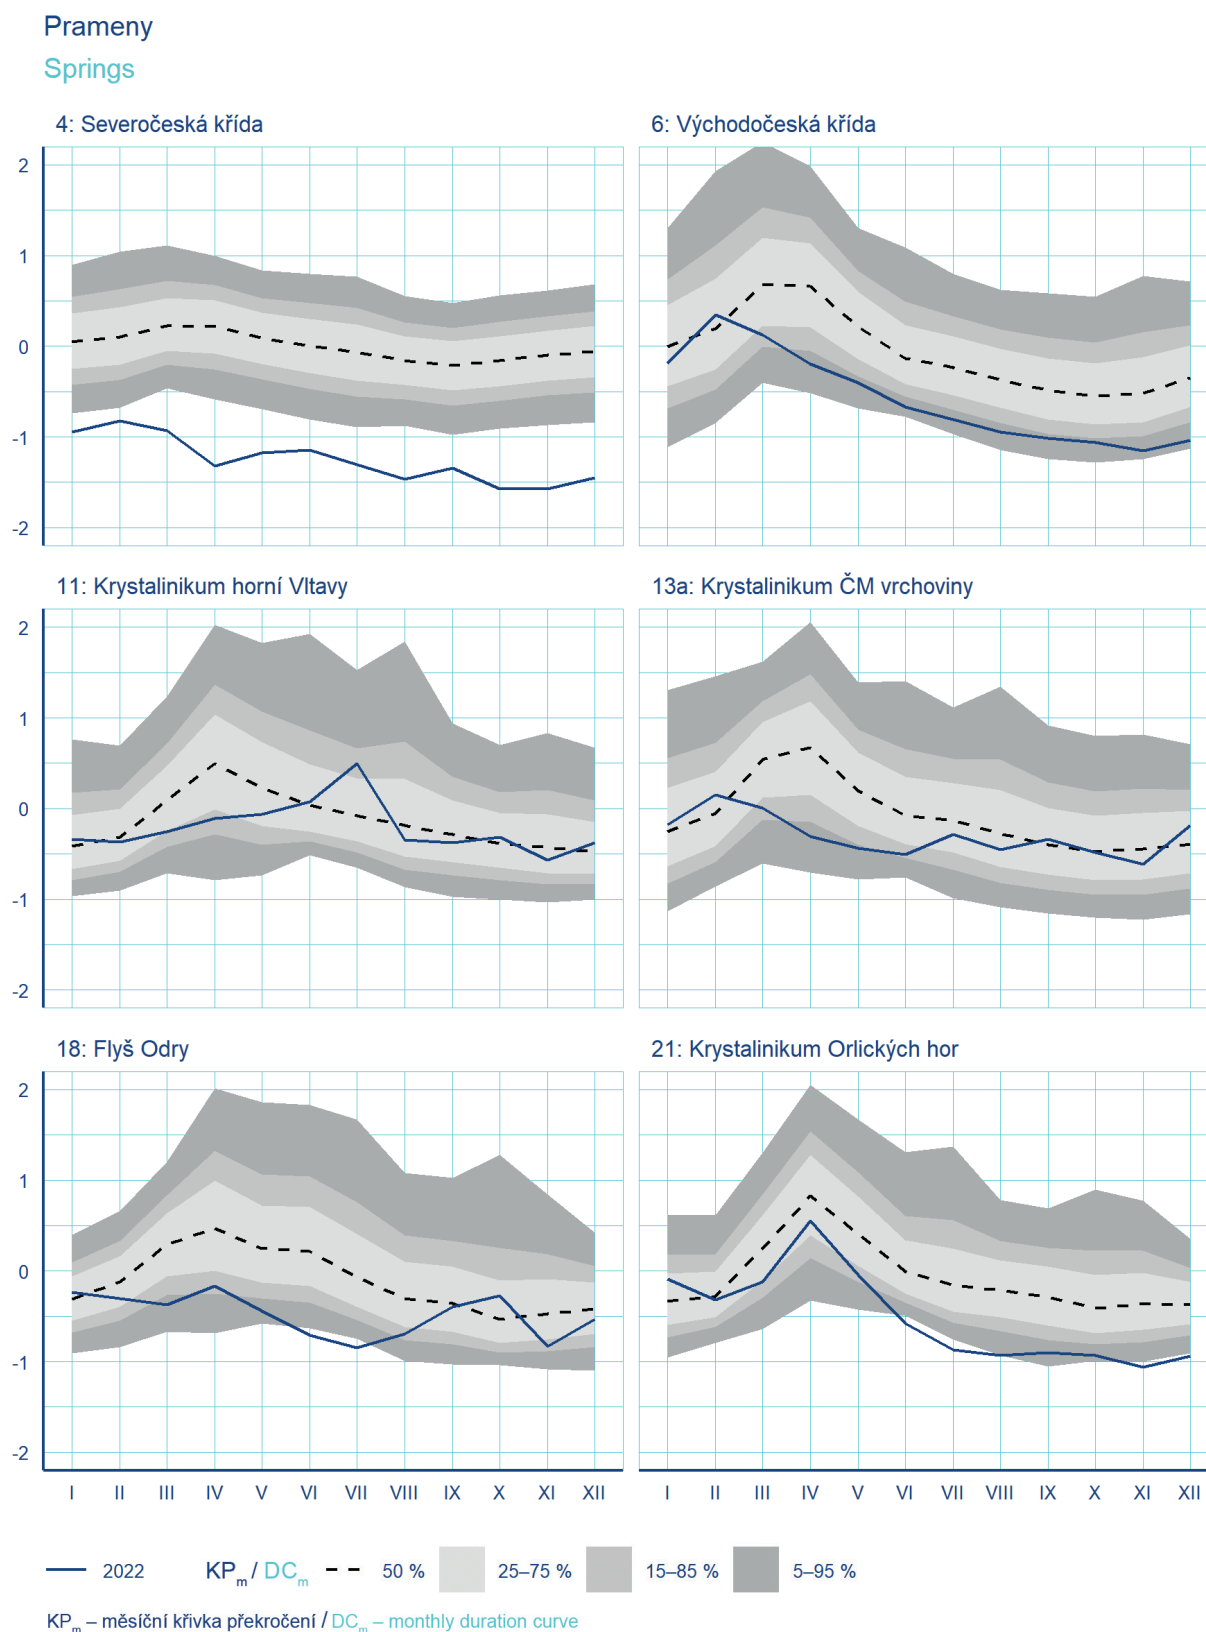 Prameny
Springs
4: Severočeská křída
6: Východočeská křída
2
1
0
-1
-2
11: Krystalinikum horní Vltavy
13a: Krystalinikum ČM vrchoviny
2
1
0
-1
-2
18: Flyš Odry
21: Krystalinikum Orlických hor
2
1
0
-1
-2
I II III IV V VI VII VIII IX X XI XII
I II III IV V VI VII VIII IX X XI XII
2022 KPm / DCm 50 % 25–75 % 15–85 % 5–95 %
KPm – měsíční křivka překročení / DCm – monthly duration curve